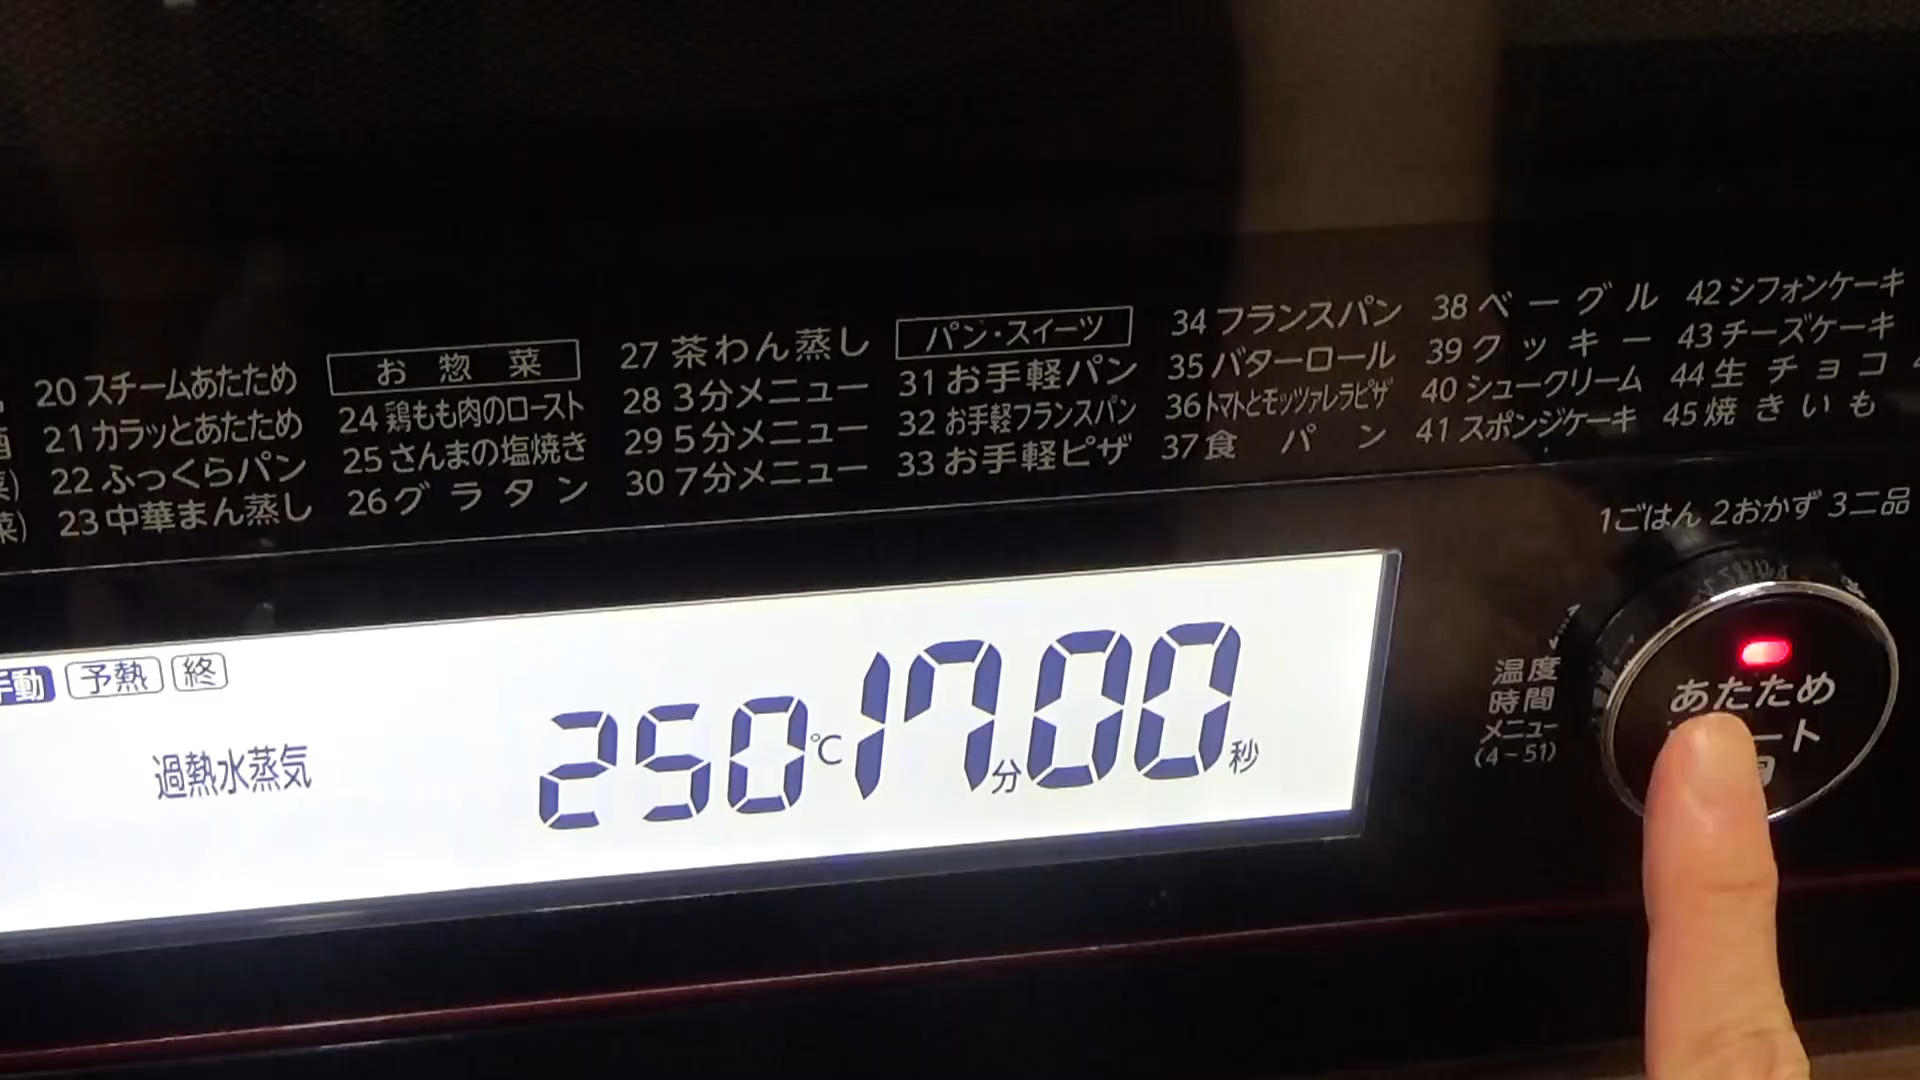 20 スチームあたため
21 カラッとあたため
22 ふっくらパン
23 中華まん蒸し
お惣菜
24 鶏もも肉のロースト
25 さんまの塩焼き
26 グラタン
27 茶わん蒸し
28 3分メニュー
29 5分メニュー
30 7分メニュー
パン・スイーツ
31 お手軽パン
32 お手軽フランスパン
33 お手軽ピザ
34 フランスパン
35 バターロール
36 トマトとモッツァレラピザ
37 食パン
38 ベーグル
39 クッキー
40 シュークリーム
41 スポンジケーキ
42 シフォンケーキ
43 チーズケーキ
44 生チョコ
45 焼きいも
1ごはん 2おかず 3二品
手動 予熱 終
過熱水蒸気
250℃ 17分00秒
温度
時間
メニュー
(4-51)
あたため